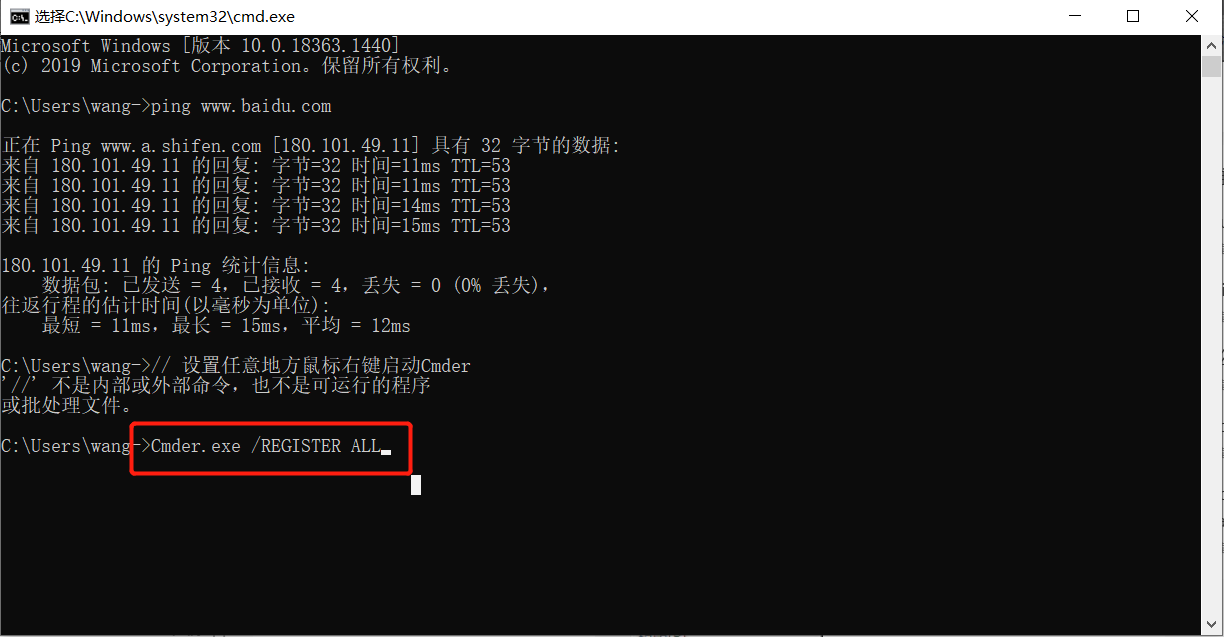 选择C:\Windows\system32\cmd.exe
Microsoft Windows [版本 10.0.18363.1440]
(c) 2019 Microsoft Corporation。保留所有权利。
C:\Users\wang->ping www.baidu.com
正在 Ping www.a.shifen.com [180.101.49.11] 具有 32 字节的数据:
来自 180.101.49.11 的回复: 字节=32 时间=11ms TTL=53
来自 180.101.49.11 的回复: 字节=32 时间=11ms TTL=53
来自 180.101.49.11 的回复: 字节=32 时间=14ms TTL=53
来自 180.101.49.11 的回复: 字节=32 时间=15ms TTL=53
180.101.49.11 的 Ping 统计信息:
数据包: 已发送 = 4，已接收 = 4，丢失 = 0 (0% 丢失)，
往返行程的估计时间(以毫秒为单位):
最短 = 11ms，最长 = 15ms，平均 = 12ms
C:\Users\wang->// 设置任意地方鼠标右键启动Cmder
'//' 不是内部或外部命令，也不是可运行的程序
或批处理文件。
C:\Users\wang->Cmder.exe /REGISTER ALL